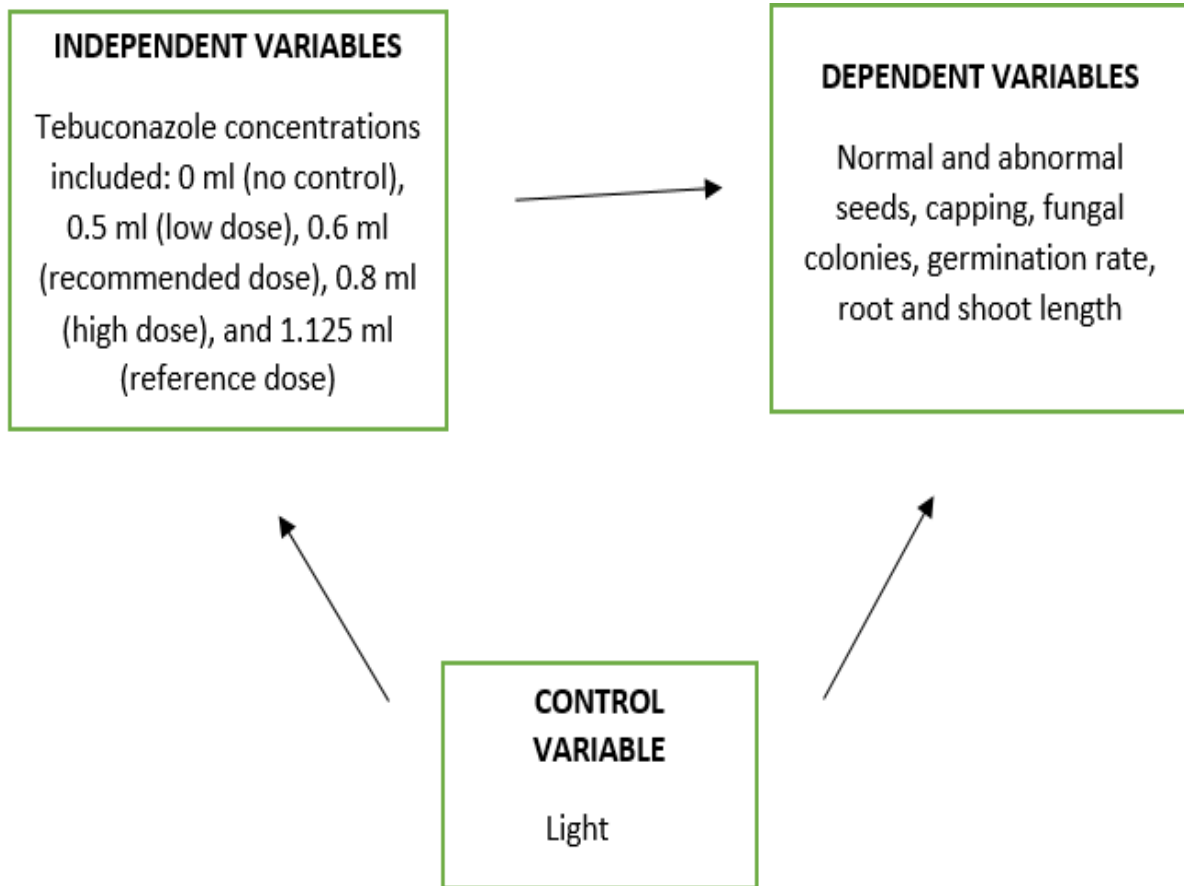 INDEPENDENT VARIABLES
Tebuconazole concentrations
included: 0 ml (no control),
0.5 ml (low dose), 0.6 ml
(recommended dose), 0.8 ml
(high dose), and 1.125 ml
(reference dose)
DEPENDENT VARIABLES
Normal and abnormal
seeds, capping, fungal
colonies, germination rate,
root and shoot length
CONTROL
VARIABLE
Light